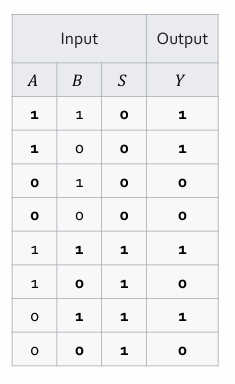 Input Output
A B S Y
1 1 0 1
1 0 0 1
0 1 0 0
0 0 0 0
1 1 1 1
1 0 1 0
0 1 1 1
0 0 1 0